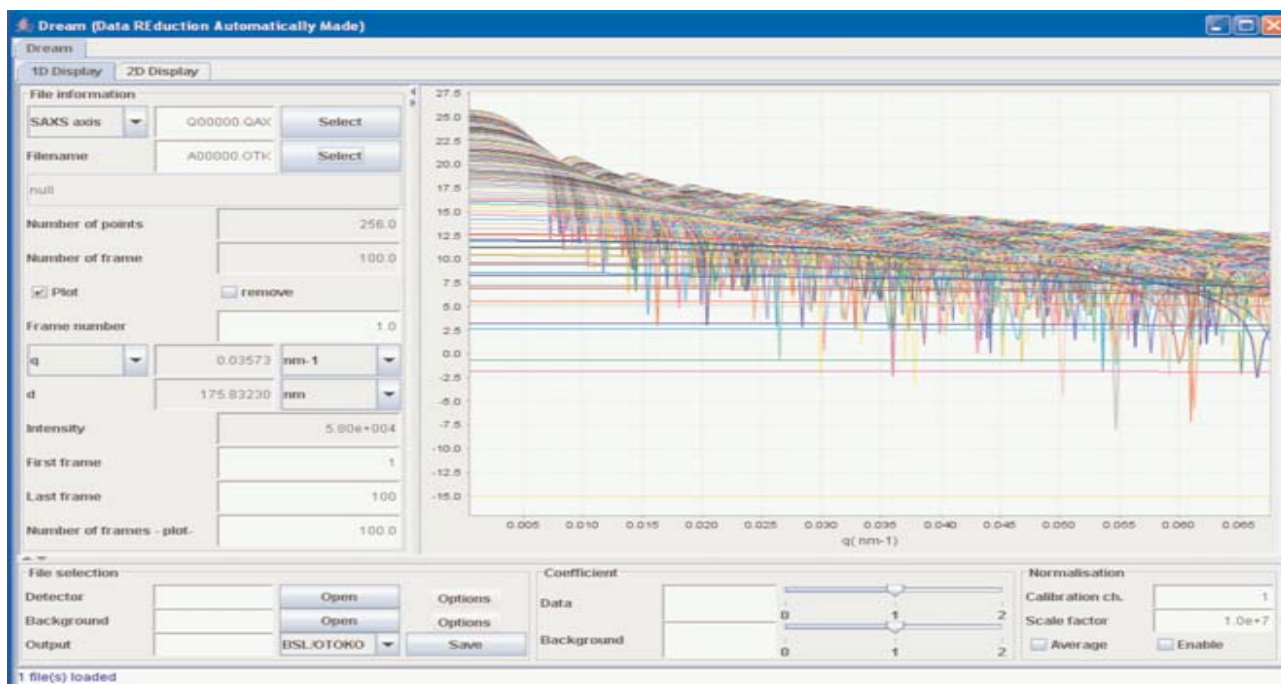 Dream (Data REduction Automatically Made)
Dream
1D Display 2D Display
File information
SAXS axis Q00000.QAX Select
Filename A00000.OTK Select
null
Number of points 256.0
Number of frame 100.0
Plot remove
Frame number 1.0
q 0.03573 nm-1
d 175.83230 nm
Intensity 5.80e+004
First frame 1
Last frame 100
Number of frames - plot- 100.0
27.5
25.0
22.5
20.0
17.5
15.0
12.5
10.0
7.5
5.0
2.5
0.0
-2.5
-5.0
-7.5
-10.0
-12.5
-15.0
0.005 0.010 0.015 0.020 0.025 0.030 0.035 0.040 0.045 0.050 0.055 0.060 0.065
q( nm-1)
File selection
Detector Open Options
Background Open Options
Output BSL/OTOKO Save
Coefficient
Data
0 1 2
Background
0 1 2
Normalisation
Calibration ch. 1
Scale factor 1.0e+7
Average Enable
1 file(s) loaded